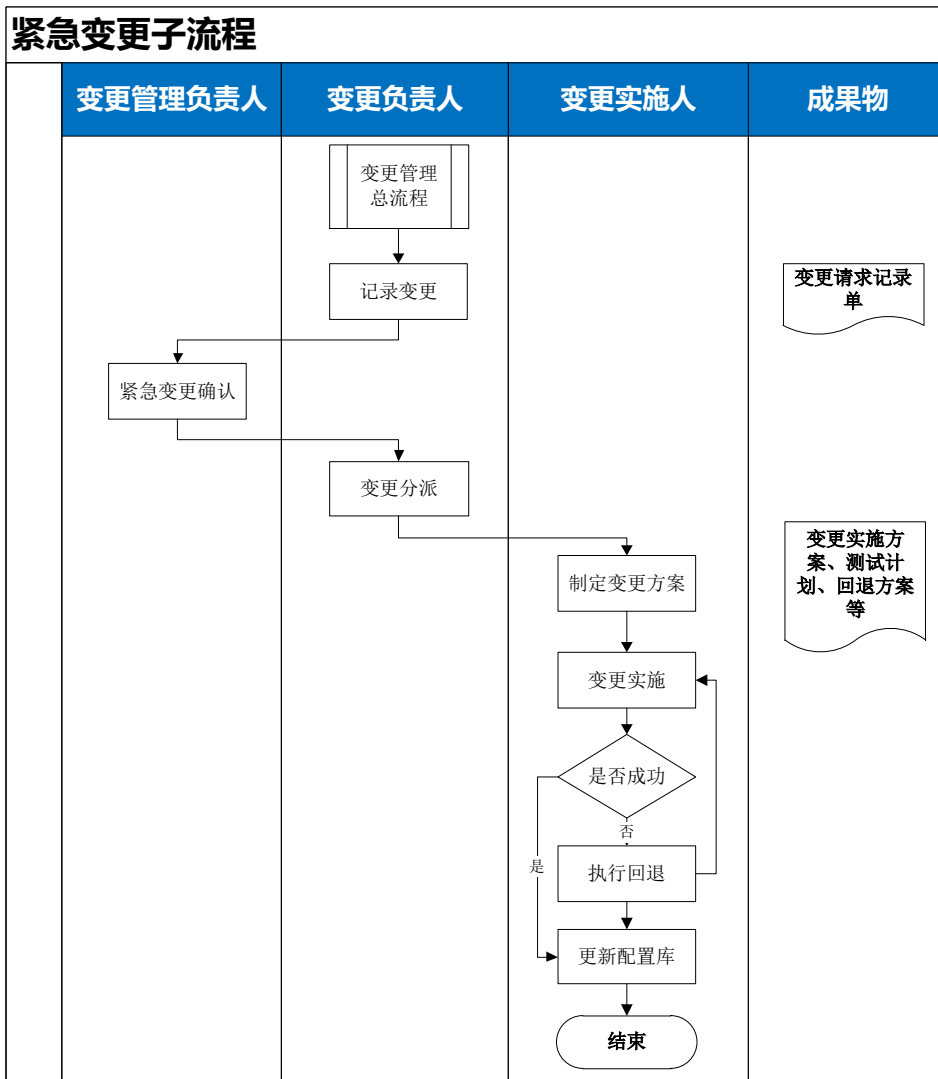 紧急变更子流程
变更管理负责人
变更负责人
变更实施人
成果物
变更管理
总流程
记录变更
变更请求记录
单
紧急变更确认
变更分派
制定变更方案
变更实施方
案、测试计
划、回退方案
等
变更实施
是否成功
否
是
执行回退
更新配置库
结束